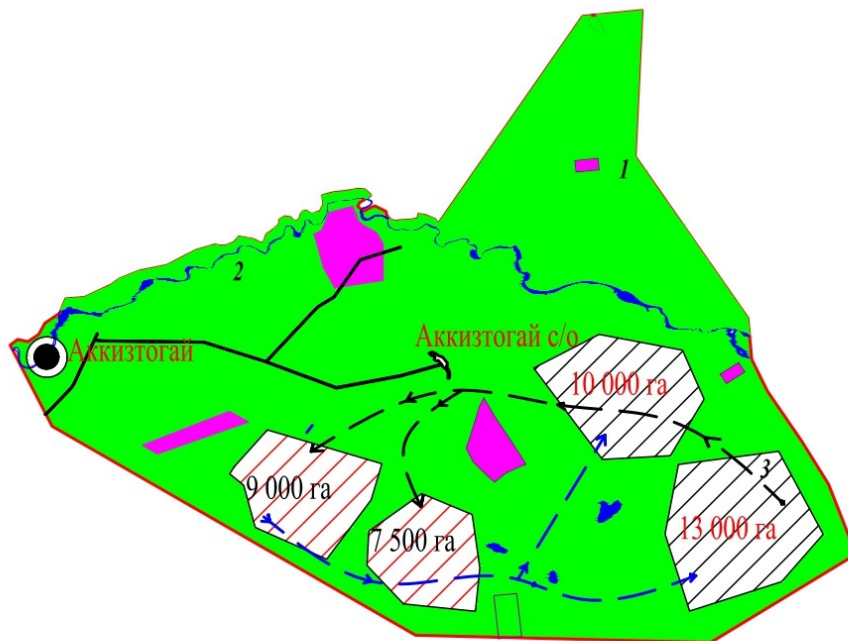 1
2
Аккизтогай
Аккизтогай с/о
10 000 га
9 000 га
3
7 500 га
13 000 га